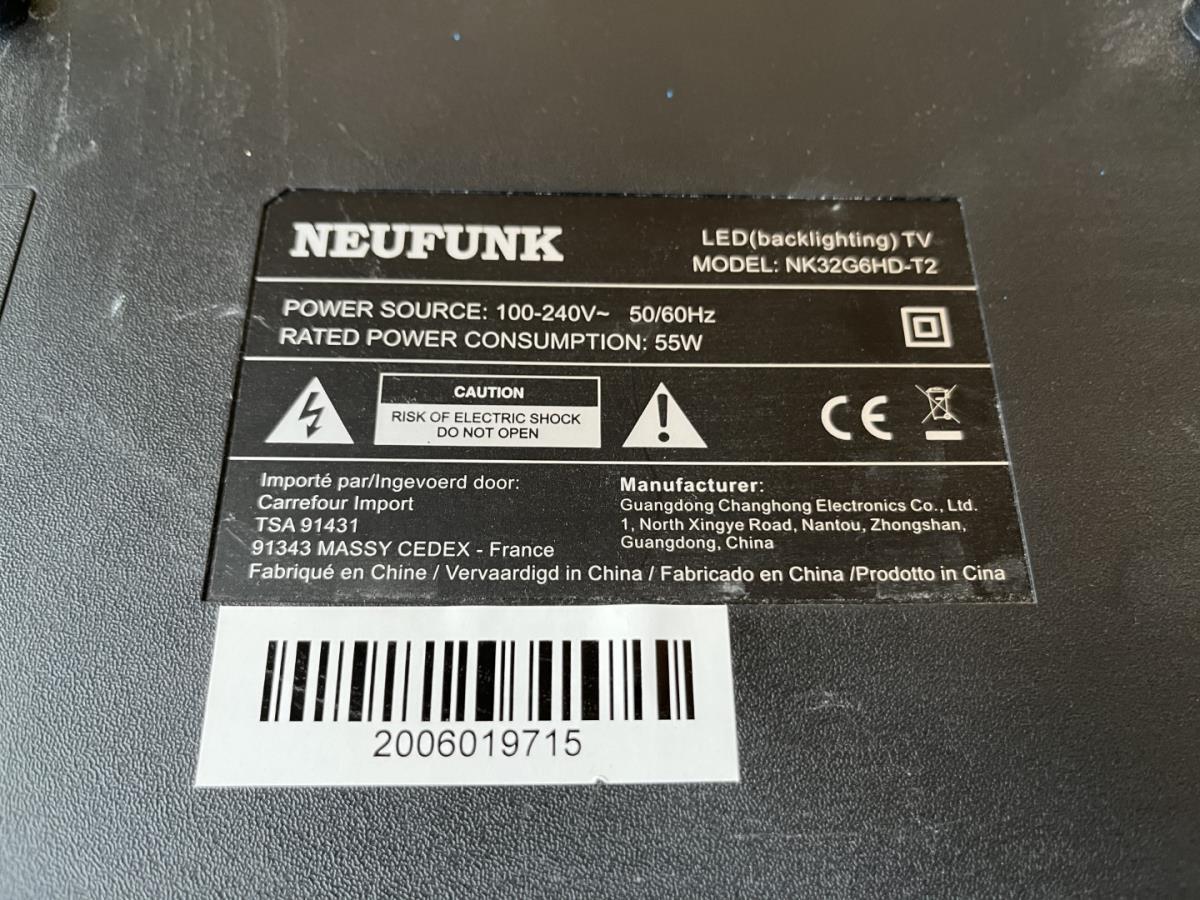 NEUFUNK
LED(backlighting) TV
MODEL: NK32G6HD-T2
POWER SOURCE: 100-240V~ 50/60Hz
RATED POWER CONSUMPTION: 55W
CAUTION
RISK OF ELECTRIC SHOCK
DO NOT OPEN
CE
Importé par/Ingevoerd door:
Carrefour Import
TSA 91431
91343 MASSY CEDEX - France
Manufacturer:
Guangdong Changhong Electronics Co., Ltd.
1, North Xingye Road, Nantou, Zhongshan,
Guangdong, China
Fabriqué en Chine / Vervaardigd in China / Fabricado en China /Prodotto in Cina
2006019715